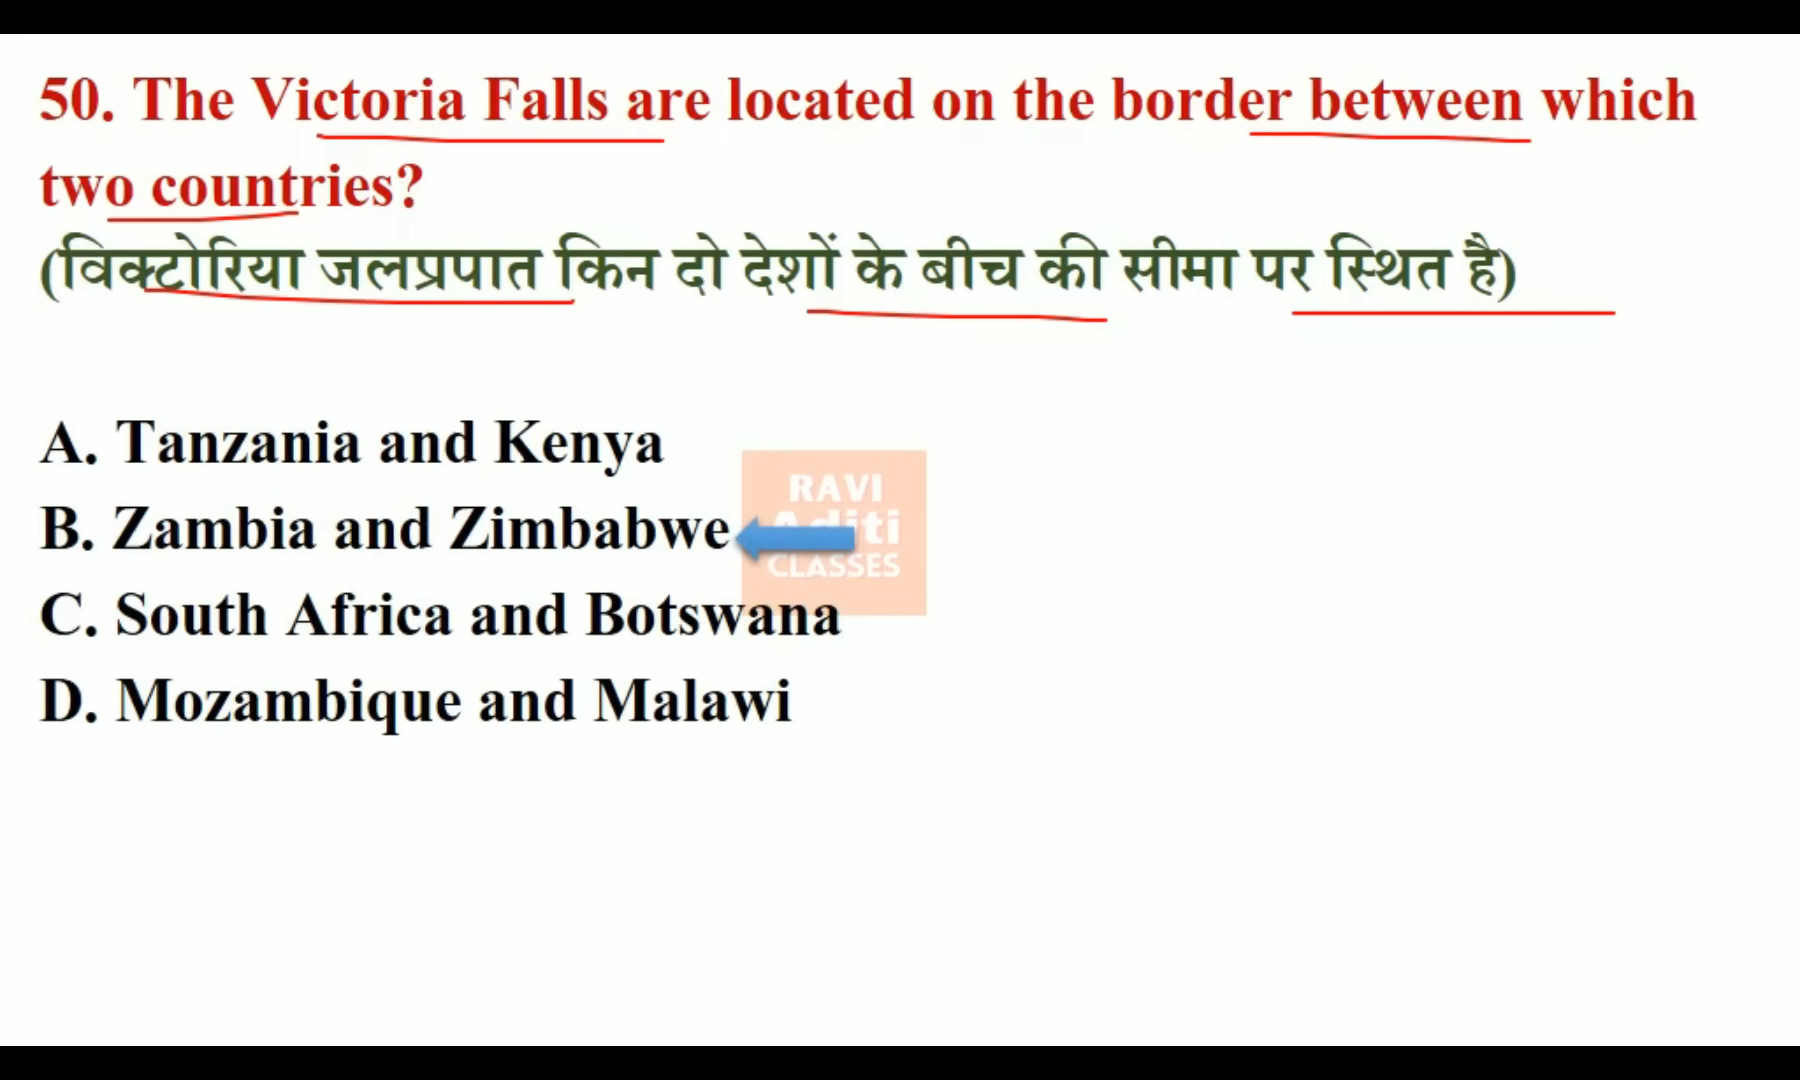 50. The Victoria Falls are located on the border between which
two countries?
(विक्टोरिया जलप्रपात किन दो देशों के बीच की सीमा पर स्थित है)
A. Tanzania and Kenya
B. Zambia and Zimbabwe
C. South Africa and Botswana
D. Mozambique and Malawi
RAVI
Aditi
CLASSES